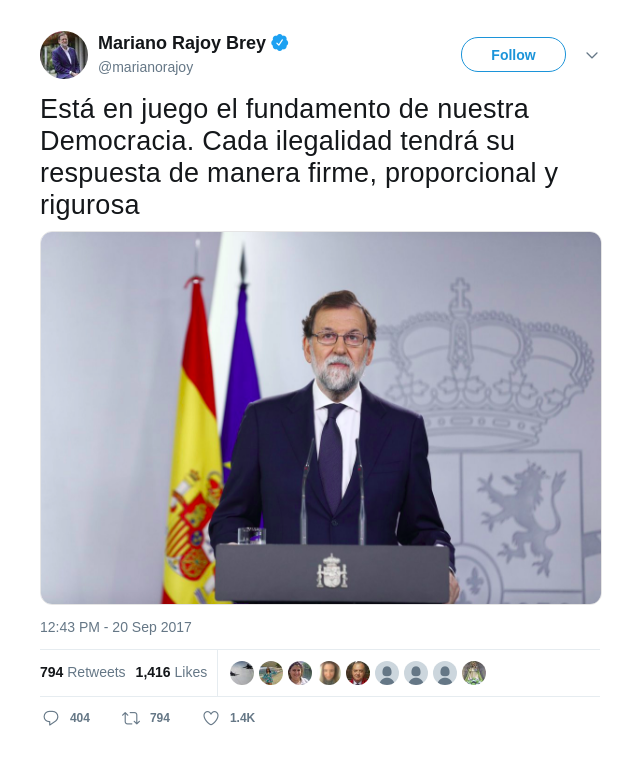 Mariano Rajoy Brey
@marianorajoy
Follow
Está en juego el fundamento de nuestra
Democracia. Cada ilegalidad tendrá su
respuesta de manera firme, proporcional y
rigurosa
12:43 PM - 20 Sep 2017
794 Retweets 1,416 Likes
404 794 1.4K